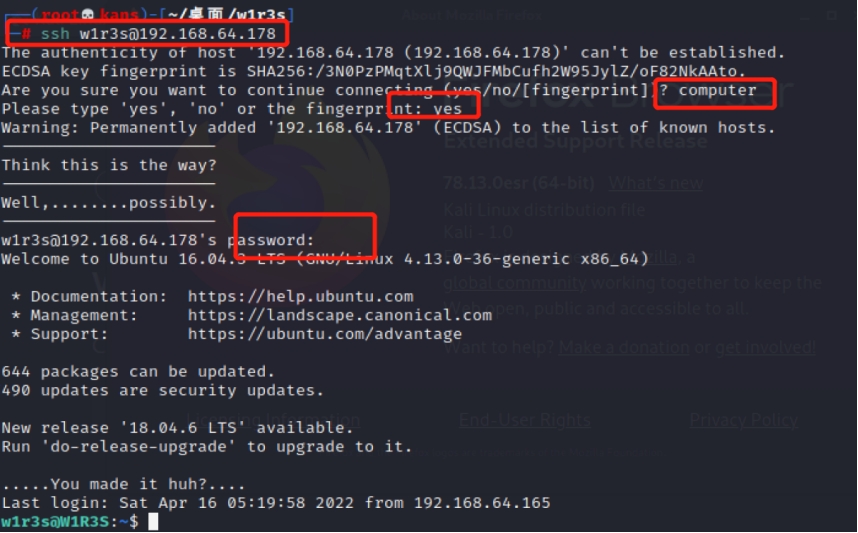 (root💀kans)-[~/桌面/w1r3s]
# ssh w1r3s@192.168.64.178
The authenticity of host '192.168.64.178 (192.168.64.178)' can't be established.
ECDSA key fingerprint is SHA256:/3N0PzPMqtXlj9QWJFMbCufh2W95JylZ/oF82NkAAto.
Are you sure you want to continue connecting (yes/no/[fingerprint])? computer
Please type 'yes', 'no' or the fingerprint: yes
Warning: Permanently added '192.168.64.178' (ECDSA) to the list of known hosts.
----------------------
Think this is the way?
----------------------
Well,........possibly.
----------------------
w1r3s@192.168.64.178's password:
Welcome to Ubuntu 16.04.3 LTS (GNU/Linux 4.13.0-36-generic x86_64)
* Documentation:  https://help.ubuntu.com
* Management:     https://landscape.canonical.com
* Support:        https://ubuntu.com/advantage
644 packages can be updated.
490 updates are security updates.
New release '18.04.6 LTS' available.
Run 'do-release-upgrade' to upgrade to it.
.....You made it huh?....
Last login: Sat Apr 16 05:19:58 2022 from 192.168.64.165
w1r3s@W1R3S:~$
About Mozilla Firefox
Browser
Extended Support Release
78.13.0esr (64-bit) What's new
Kali Linux distribution file
Kali - 1.0
, a
global community working together to keep the
Web open, public and accessible to all.
Want to help? Make a donation or get involved!
Licensing Information
End-User Rights
Privacy Policy